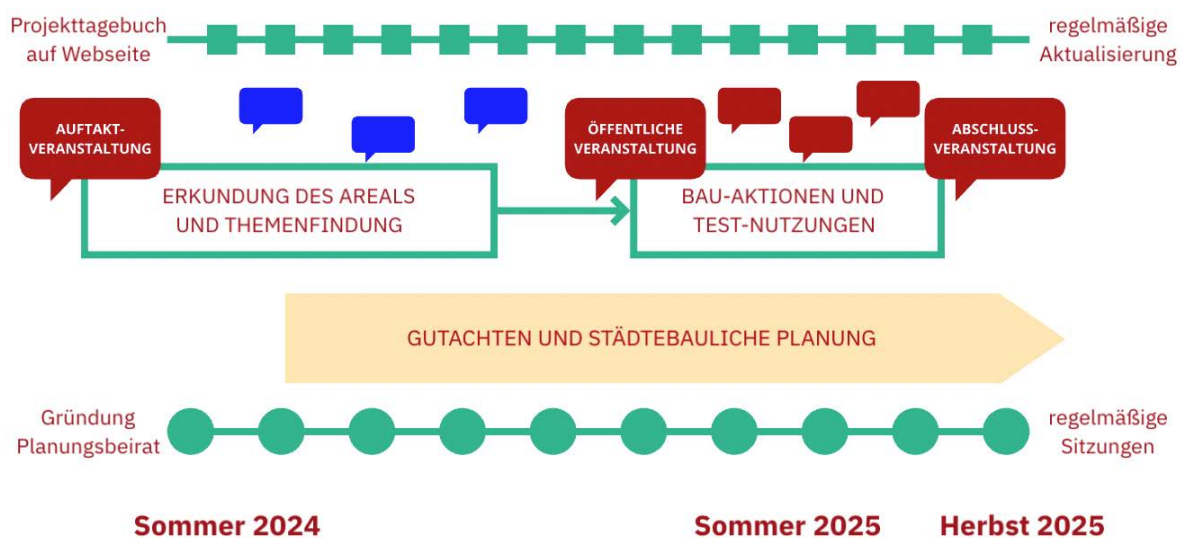 Projekttagebuch
auf Webseite
regelmäßige
Aktualisierung
AUFTAKT-
VERANSTALTUNG
ÖFFENTLICHE
VERANSTALTUNG
ABSCHLUSS-
VERANSTALTUNG
ERKUNDUNG DES AREALS
UND THEMENFINDUNG
BAU-AKTIONEN UND
TEST-NUTZUNGEN
GUTACHTEN UND STÄDTEBAULICHE PLANUNG
Gründung
Planungsbeirat
regelmäßige
Sitzungen
Sommer 2024
Sommer 2025
Herbst 2025